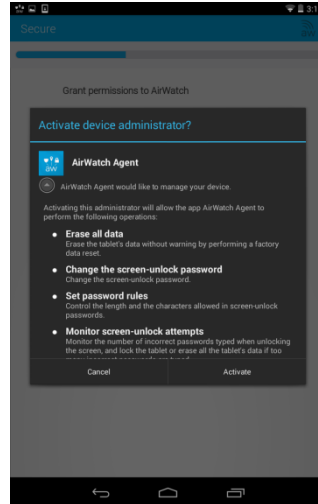 3:1
Secure
aw
Grant permissions to AirWatch
Activate device administrator?
aw
AirWatch Agent
AirWatch Agent would like to manage your device.
Activating this administrator will allow the app AirWatch Agent to
perform the following operations:
• Erase all data
Erase the tablet's data without warning by performing a factory
data reset.
• Change the screen-unlock password
Change the screen-unlock password.
• Set password rules
Control the length and the characters allowed in screen-unlock
passwords.
• Monitor screen-unlock attempts
Monitor the number of incorrect passwords typed when unlocking
the screen, and lock the tablet or erase all the tablet's data if too
Cancel
Activate